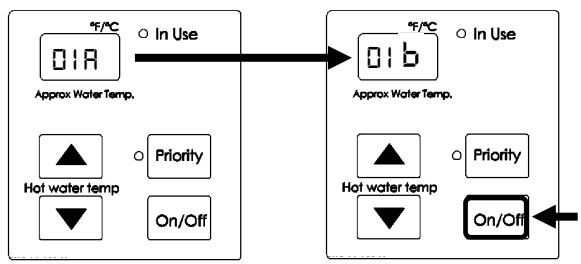 °F/°C
In Use
01A
Approx Water Temp.
Priority
Hot water temp
On/Off
°F/°C
In Use
01b
Approx Water Temp.
Priority
Hot water temp
On/Off